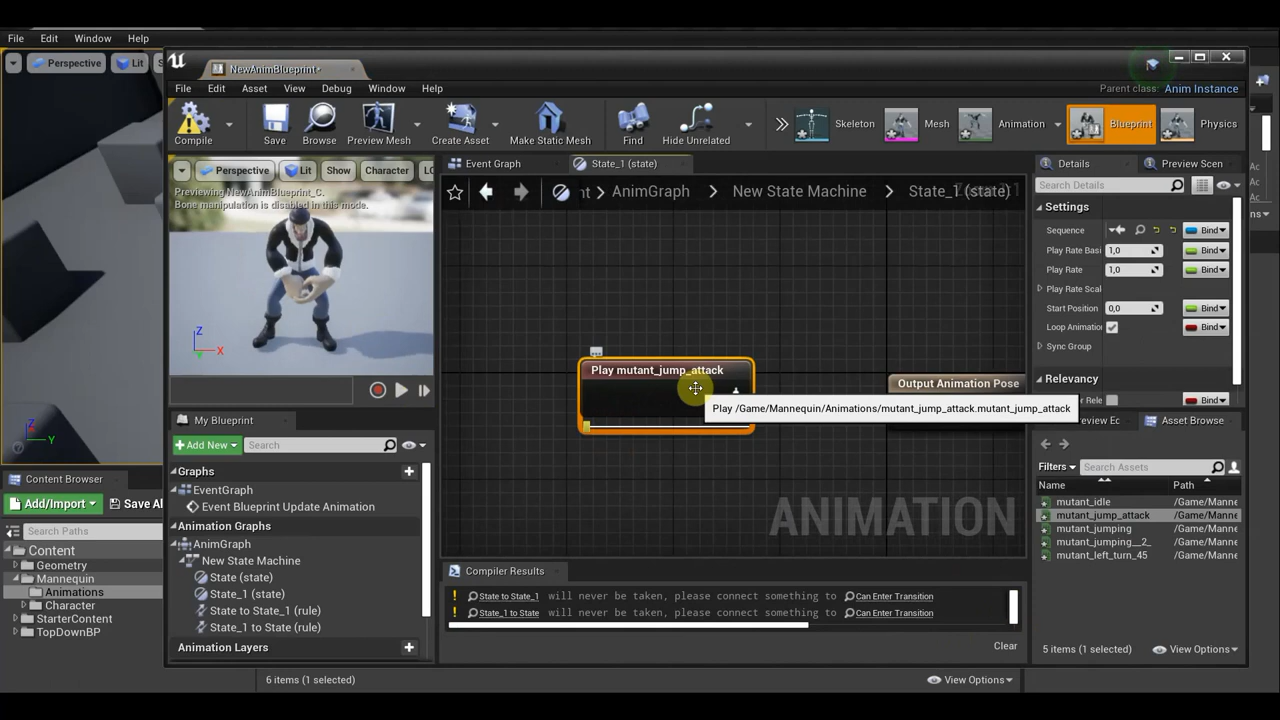 File Edit Window Help
Perspective Lit
NewAnimBlueprint*
File Edit Asset View Debug Window Help
Parent class: Anim Instance
Compile Save Browse Preview Mesh Create Asset Make Static Mesh Find Hide Unrelated Skeleton Mesh Animation Blueprint Physics
Perspective Lit Show Character
Previewing NewAnimBlueprint_C.
Bone manipulation is disabled in this mode.
Z
X
Y
Event Graph State_1 (state)
AnimGraph > New State Machine > State_1 (state)
Play mutant_jump_attack
Output Animation Pose
Play /Game/Mannequin/Animations/mutant_jump_attack.mutant_jump_attack
ANIMATION
Details Preview Scen
Search Details
Settings
Sequence Bind
Play Rate Basi 1,0 Bind
Play Rate 1,0 Bind
Play Rate Scal
Start Position 0,0 Bind
Loop Animatio Bind
Sync Group
Relevancy
Bind
Asset Browse
Filters Search Assets
Name Path
mutant_idle /Game/Manne
mutant_jump_attack /Game/Manne
mutant_jumping /Game/Manne
mutant_jumping__2_ /Game/Manne
mutant_left_turn_45 /Game/Manne
5 items (1 selected) View Options
My Blueprint
Add New Search
Graphs
EventGraph
Event Blueprint Update Animation
Animation Graphs
AnimGraph
New State Machine
State (state)
State_1 (state)
State to State_1 (rule)
State_1 to State (rule)
Animation Layers
Compiler Results
! State to State_1 will never be taken, please connect something to Can Enter Transition
! State_1 to State will never be taken, please connect something to Can Enter Transition
Clear
Content Browser
Add/Import Save Al
Search Paths
Content
Geometry
Mannequin
Animations
Character
StarterContent
TopDownBP
6 items (1 selected) View Options